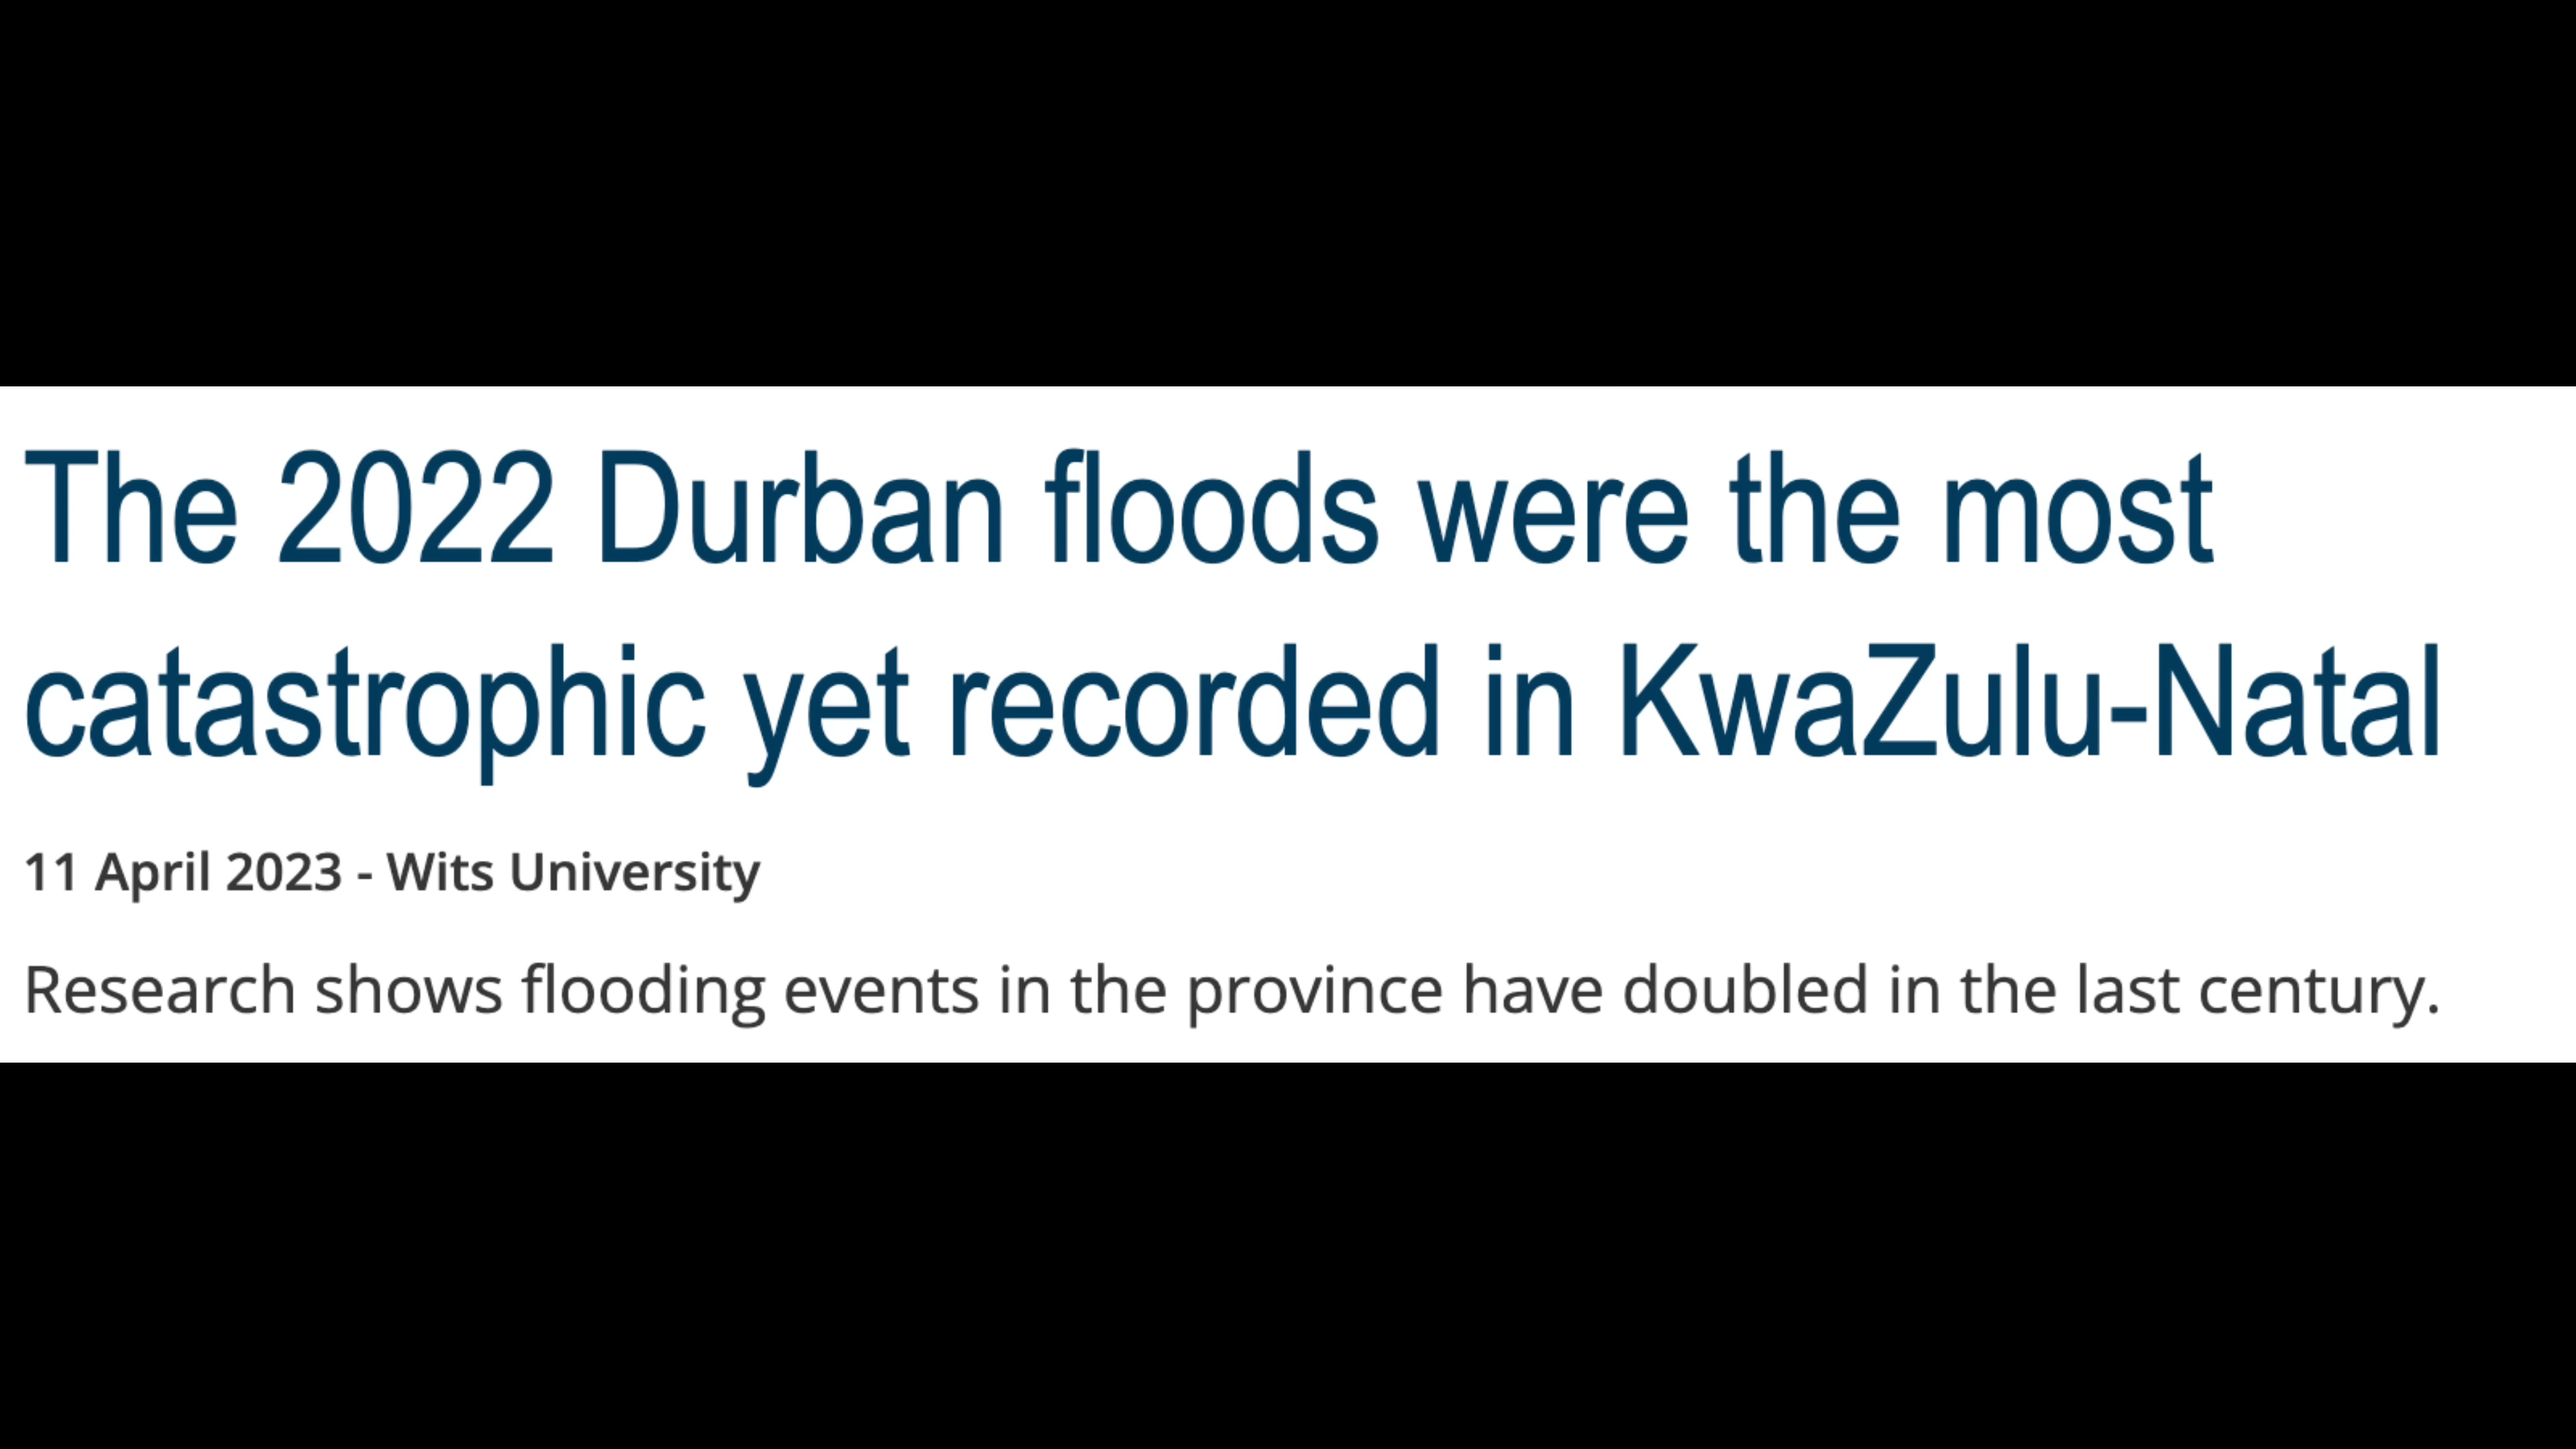 The 2022 Durban floods were the most
catastrophic yet recorded in KwaZulu-Natal
11 April 2023 - Wits University
Research shows flooding events in the province have doubled in the last century.